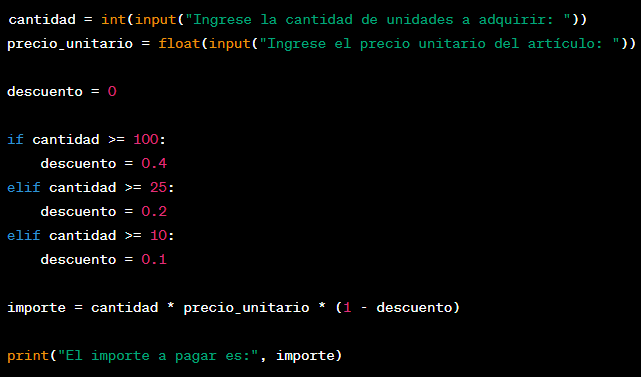 cantidad = int(input("Ingrese la cantidad de unidades a adquirir: "))
precio_unitario = float(input("Ingrese el precio unitario del artículo: "))

descuento = 0

if cantidad >= 100:
    descuento = 0.4
elif cantidad >= 25:
    descuento = 0.2
elif cantidad >= 10:
    descuento = 0.1

importe = cantidad * precio_unitario * (1 - descuento)

print("El importe a pagar es:", importe)